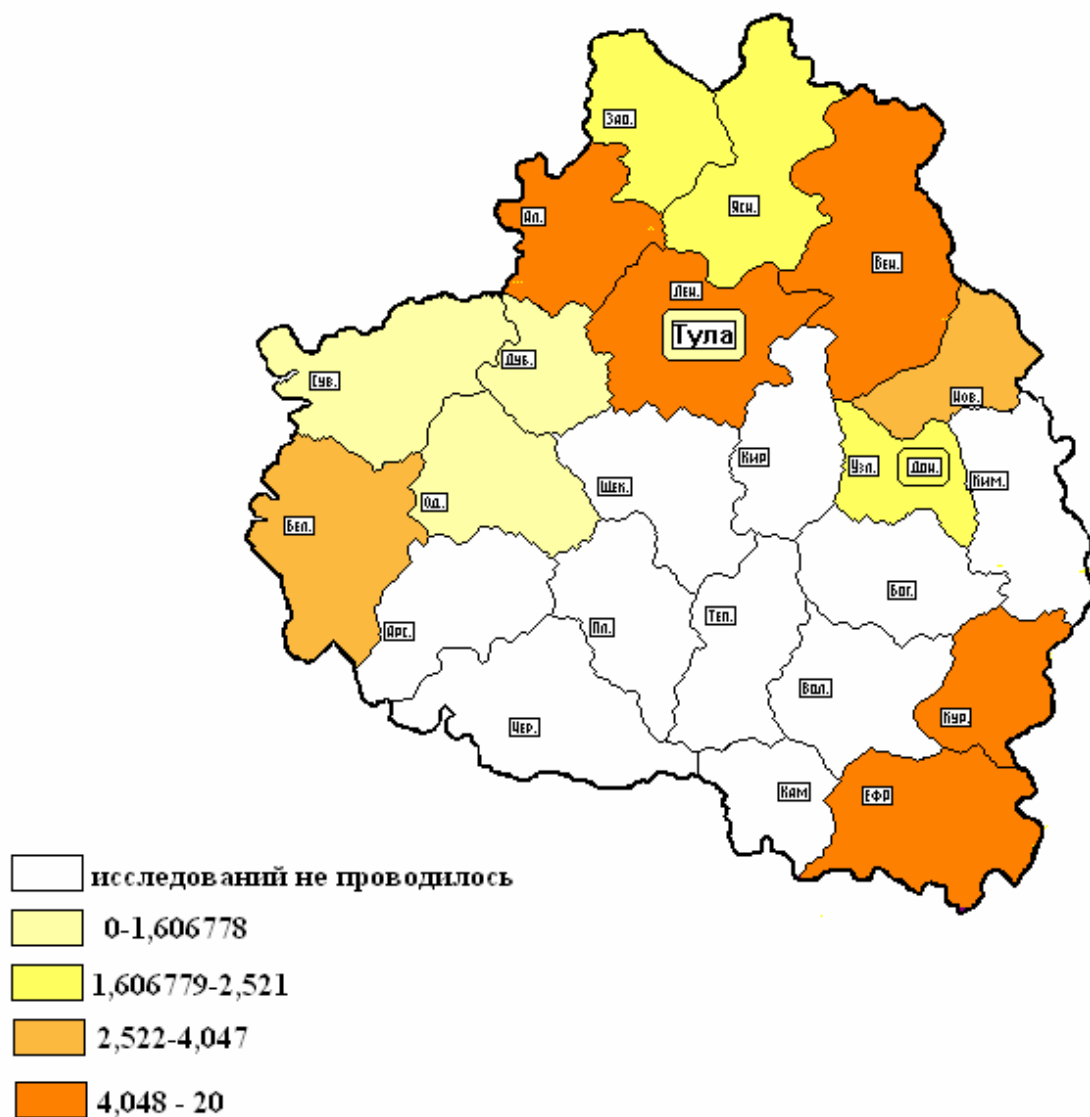 Зао.
Ясн.
Ал.
Вен.
Лен.
Тула
Сув.
Дуб.
Нов.
Щек.
Кир
Узл.
Дон.
Ким.
Од.
Бел.
Бог.
Арс.
Пл.
Теп.
Вол.
Кур.
Чер.
Кам
ЕФР
исследований не проводилось
0-1,606778
1,606779-2,521
2,522-4,047
4,048 - 20